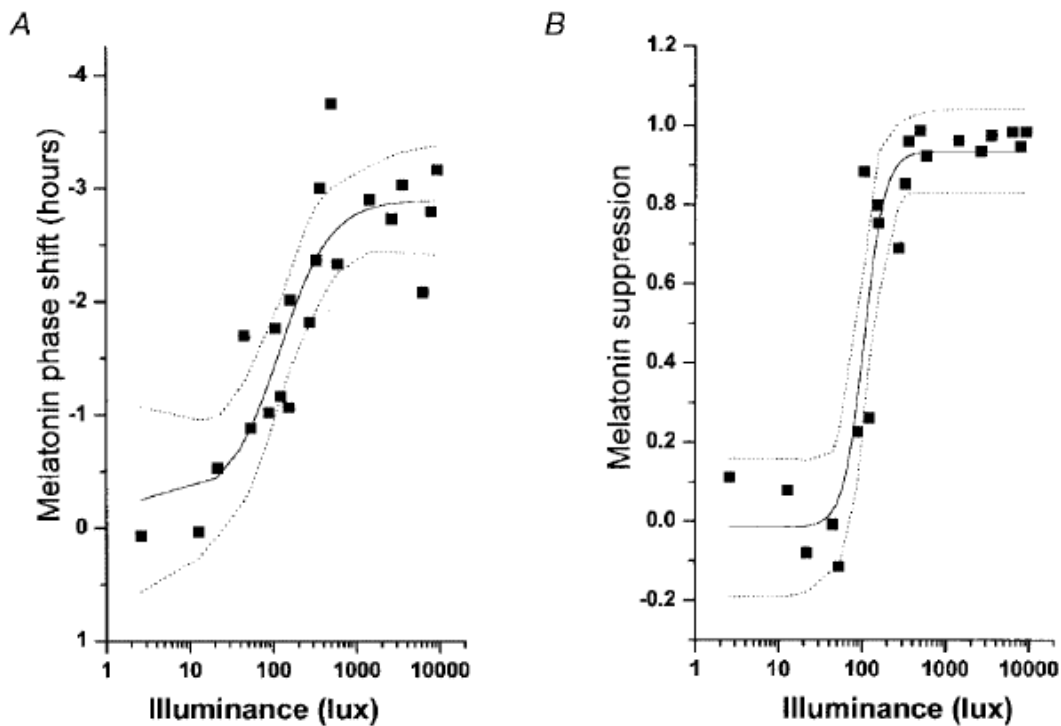 A
Melatonin phase shift (hours)
-4
-3
-2
-1
0
1
1 10 100 1000 10000
Illuminance (lux)
B
Melatonin suppression
1.2
1.0
0.8
0.6
0.4
0.2
0.0
-0.2
1 10 100 1000 10000
Illuminance (lux)